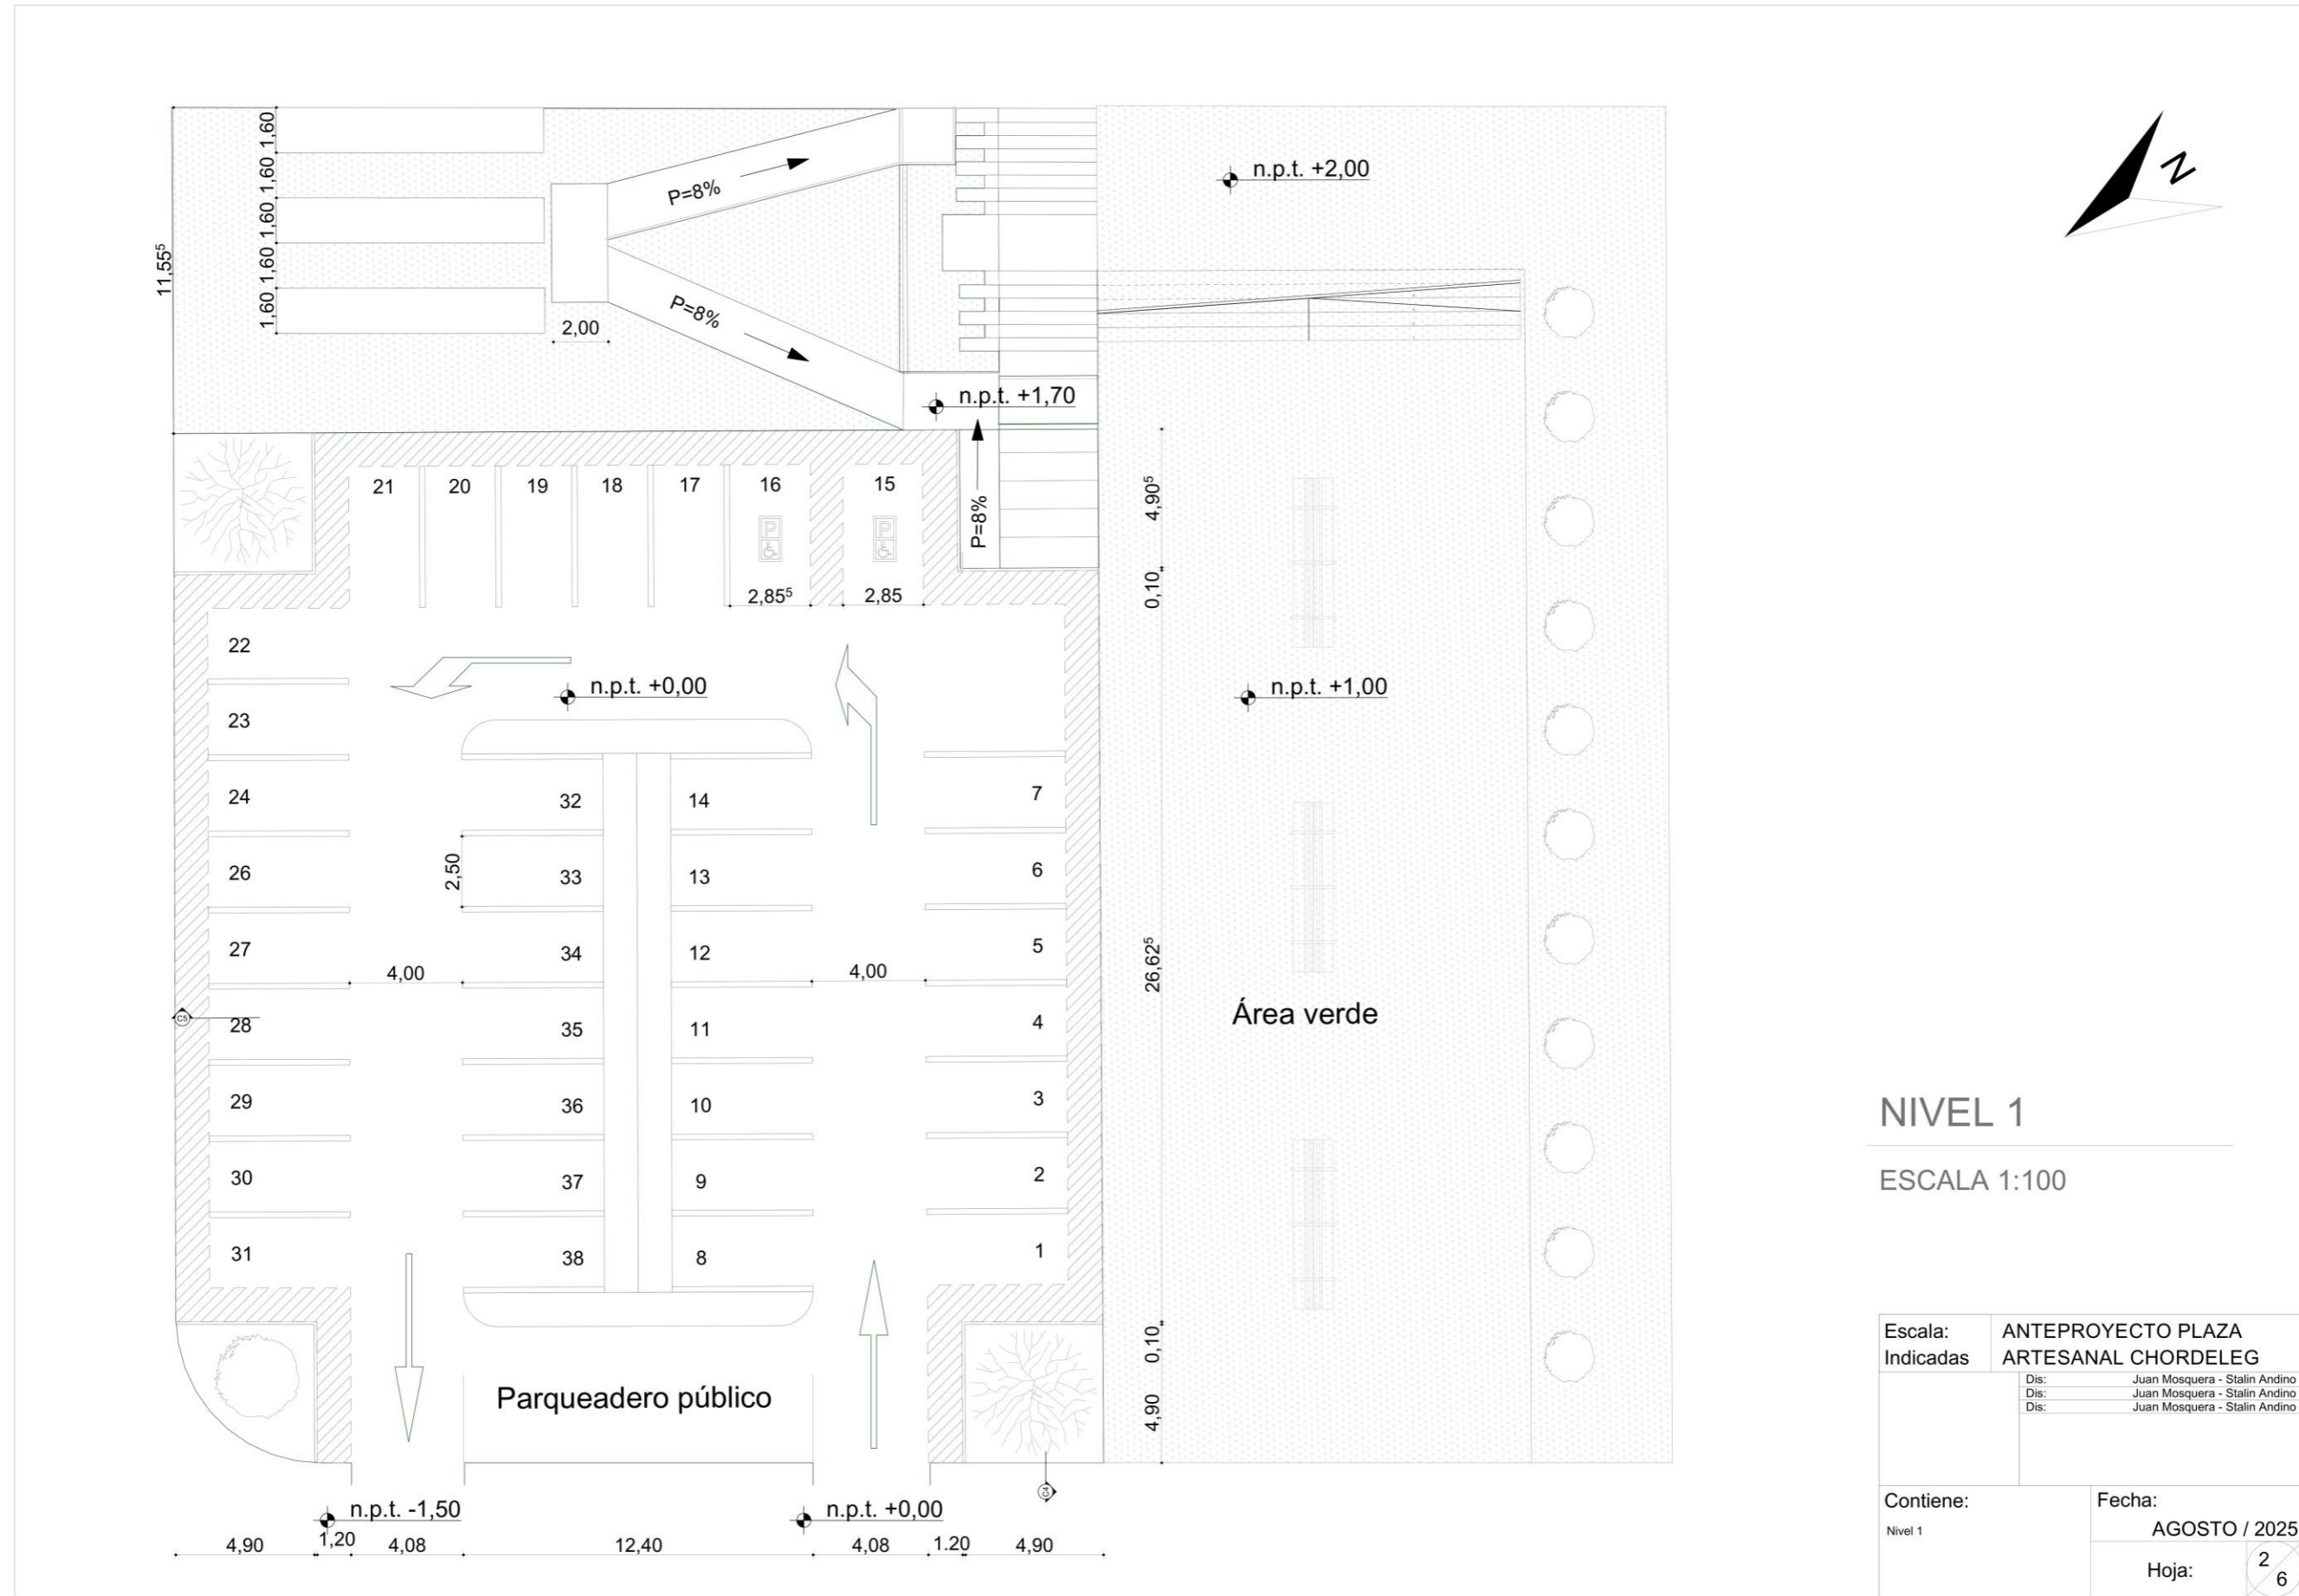 1,60
1,60
1,60
1,60
1,60
11,55⁵
P=8%
P=8%
2,00
n.p.t. +2,00
N
n.p.t. +1,70
P=8%
21 20 19 18 17 16 15
P
P
2,85⁵ 2,85
4,90⁵
0,10
22
23
24
26
27
28
29
30
31
n.p.t. +0,00
n.p.t. +1,00
32 14
33 13
34 12
35 11
36 10
37 9
38 8
2,50
4,00
4,00
7
6
5
4
3
2
1
26,62⁵
Área verde
C5
0,10
4,90
Parqueadero público
C4
n.p.t. -1,50
n.p.t. +0,00
4,90 1,20 4,08 12,40 4,08 1.20 4,90
NIVEL 1
ESCALA 1:100
Escala: ANTEPROYECTO PLAZA
Indicadas ARTESANAL CHORDELEG
Dis: Juan Mosquera - Stalin Andino
Dis: Juan Mosquera - Stalin Andino
Dis: Juan Mosquera - Stalin Andino
Contiene: Fecha:
Nivel 1 AGOSTO / 2025
Hoja: 2
6